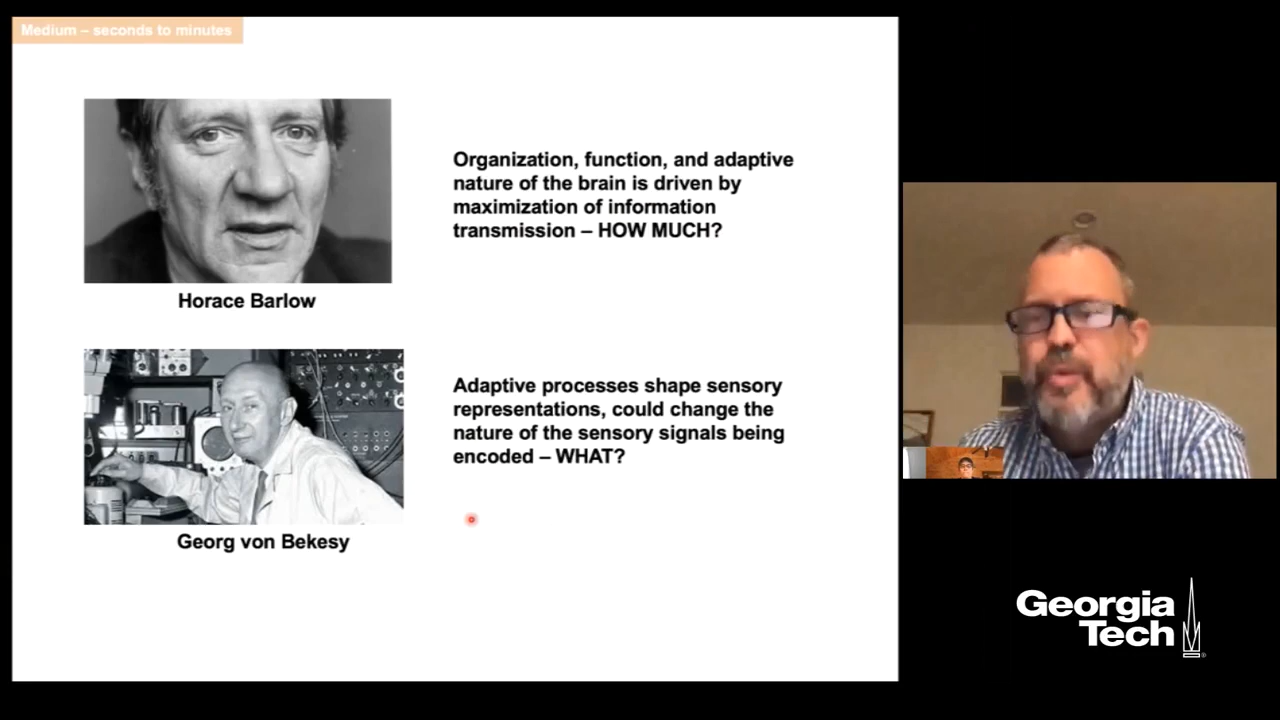 Medium – seconds to minutes
Organization, function, and adaptive
nature of the brain is driven by
maximization of information
transmission – HOW MUCH?
Horace Barlow
Adaptive processes shape sensory
representations, could change the
nature of the sensory signals being
encoded – WHAT?
Georg von Bekesy
Georgia
Tech